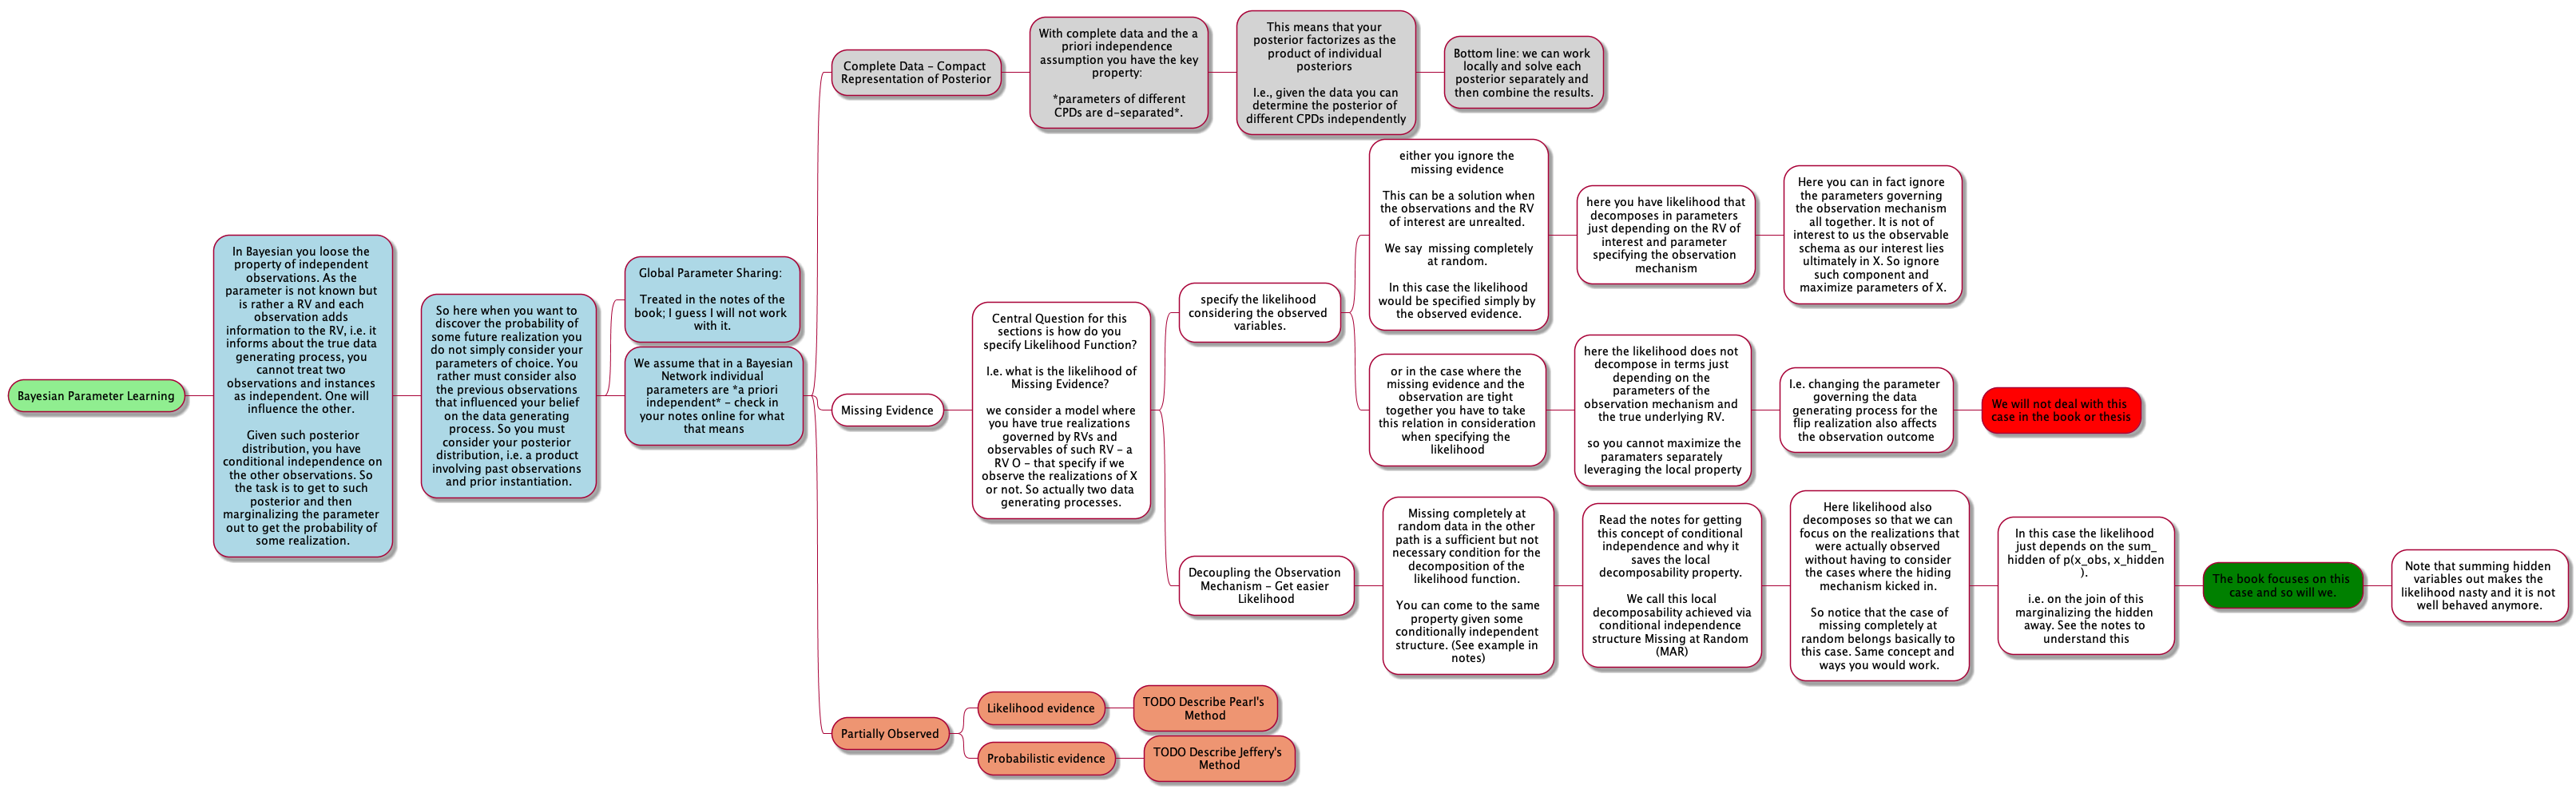 Bayesian Parameter Learning
In Bayesian you loose the
property of independent
observations. As the
parameter is not known but
is rather a RV and each
observation adds
information to the RV, i.e. it
informs about the true data
generating process, you
cannot treat two
observations and instances
as independent. One will
influence the other.
Given such posterior
distribution, you have
conditional independence on
the other observations. So
the task is to get to such
posterior and then
marginalizing the parameter
out to get the probability of
some realization.
So here when you want to
discover the probability of
some future realization you
do not simply consider your
parameters of choice. You
rather must consider also
the previous observations
that influenced your belief
on the data generating
process. So you must
consider your posterior
distribution, i.e. a product
involving past observations
and prior instantiation.
Global Parameter Sharing:
Treated in the notes of the
book; I guess I will not work
with it.
We assume that in a Bayesian
Network individual
parameters are *a priori
independent* - check in
your notes online for what
that means
Complete Data - Compact
Representation of Posterior
With complete data and the a
priori independence
assumption you have the key
property:
*parameters of different
CPDs are d-separated*.
This means that your
posterior factorizes as the
product of individual
posteriors
I.e., given the data you can
determine the posterior of
different CPDs independently
Bottom line: we can work
locally and solve each
posterior separately and
then combine the results.
Missing Evidence
Central Question for this
sections is how do you
specify Likelihood Function?
I.e. what is the likelihood of
Missing Evidence?
we consider a model where
you have true realizations
governed by RVs and
observables of such RV - a
RV O - that specify if we
observe the realizations of X
or not. So actually two data
generating processes.
specify the likelihood
considering the observed
variables.
either you ignore the
missing evidence
This can be a solution when
the observations and the RV
of interest are unrealted.
We say  missing completely
at random.
In this case the likelihood
would be specified simply by
the observed evidence.
here you have likelihood that
decomposes in parameters
just depending on the RV of
interest and parameter
specifying the observation
mechanism
Here you can in fact ignore
the parameters governing
the observation mechanism
all together. It is not of
interest to us the observable
schema as our interest lies
ultimately in X. So ignore
such component and
maximize parameters of X.
or in the case where the
missing evidence and the
observation are tight
together you have to take
this relation in consideration
when specifying the
likelihood
here the likelihood does not
decompose in terms just
depending on the
parameters of the
observation mechanism and
the true underlying RV.
so you cannot maximize the
paramaters separately
leveraging the local property
I.e. changing the parameter
governing the data
generating process for the
flip realization also affects
the observation outcome
We will not deal with this
case in the book or thesis
Decoupling the Observation
Mechanism - Get easier
Likelihood
Missing completely at
random data in the other
path is a sufficient but not
necessary condition for the
decomposition of the
likelihood function.
You can come to the same
property given some
conditionally independent
structure. (See example in
notes)
Read the notes for getting
this concept of conditional
independence and why it
saves the local
decomposability property.
We call this local
decomposability achieved via
conditional independence
structure Missing at Random
(MAR)
Here likelihood also
decomposes so that we can
focus on the realizations that
were actually observed
without having to consider
the cases where the hiding
mechanism kicked in.
So notice that the case of
missing completely at
random belongs basically to
this case. Same concept and
ways you would work.
In this case the likelihood
just depends on the sum_
hidden of p(x_obs, x_hidden
).
i.e. on the join of this
marginalizing the hidden
away. See the notes to
understand this
The book focuses on this
case and so will we.
Note that summing hidden
variables out makes the
likelihood nasty and it is not
well behaved anymore.
Partially Observed
Likelihood evidence
TODO Describe Pearl's
Method
Probabilistic evidence
TODO Describe Jeffery's
Method